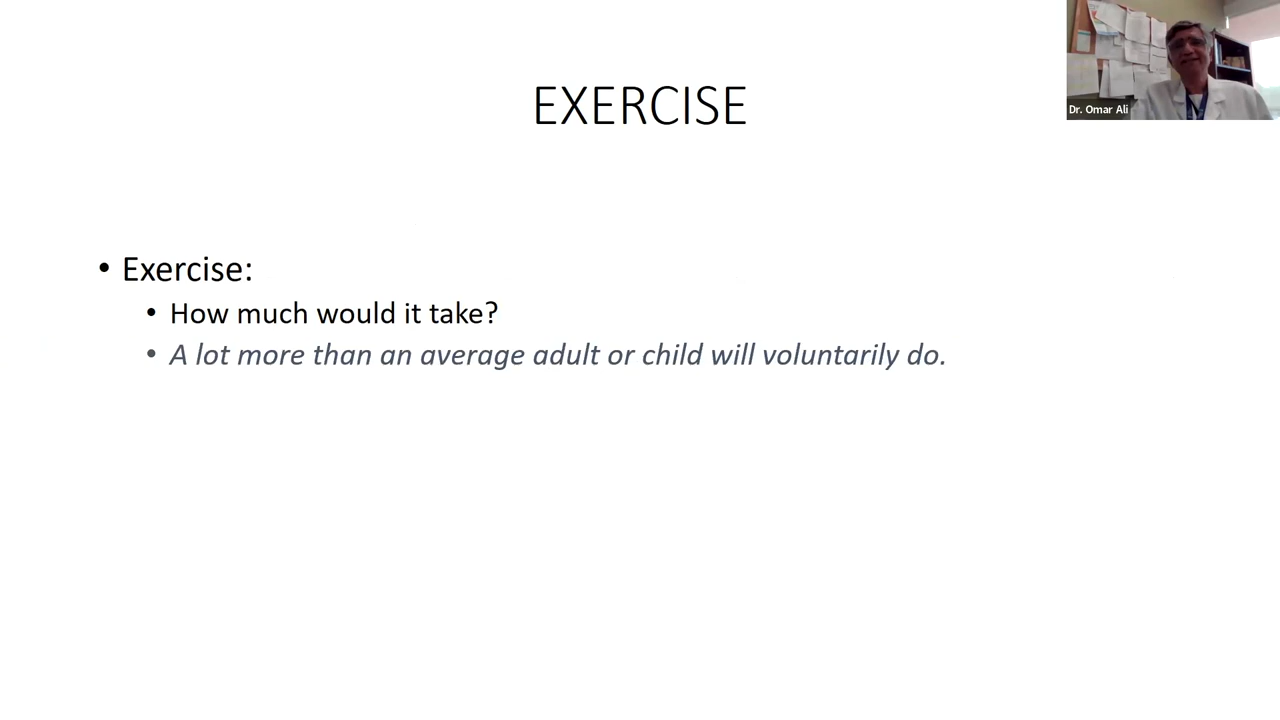 EXERCISE
Dr. Omar Ali
• Exercise:
• How much would it take?
• A lot more than an average adult or child will voluntarily do.